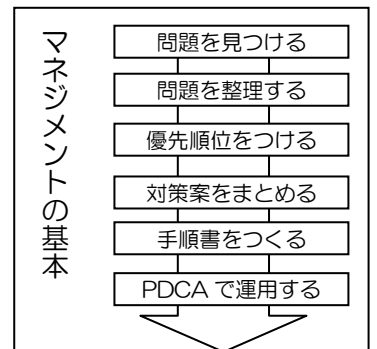 マネジメントの基本
問題を見つける
問題を整理する
優先順位をつける
対策案をまとめる
手順書をつくる
PDCAで運用する